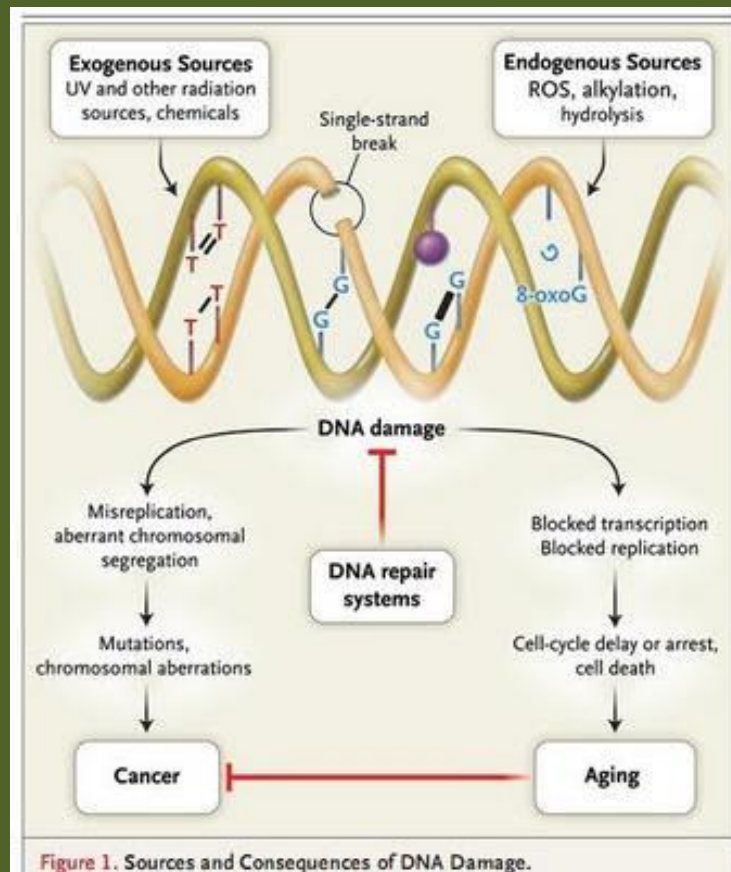 Exogenous Sources
UV and other radiation
sources, chemicals
Endogenous Sources
ROS, alkylation,
hydrolysis
Single-strand
break
T
T
T
T
G
G
G
G
G
8-oxoG
DNA damage
Misreplication,
aberrant chromosomal
segregation
Mutations,
chromosomal aberrations
Cancer
DNA repair
systems
Blocked transcription
Blocked replication
Cell-cycle delay or arrest,
cell death
Aging
Figure 1. Sources and Consequences of DNA Damage.